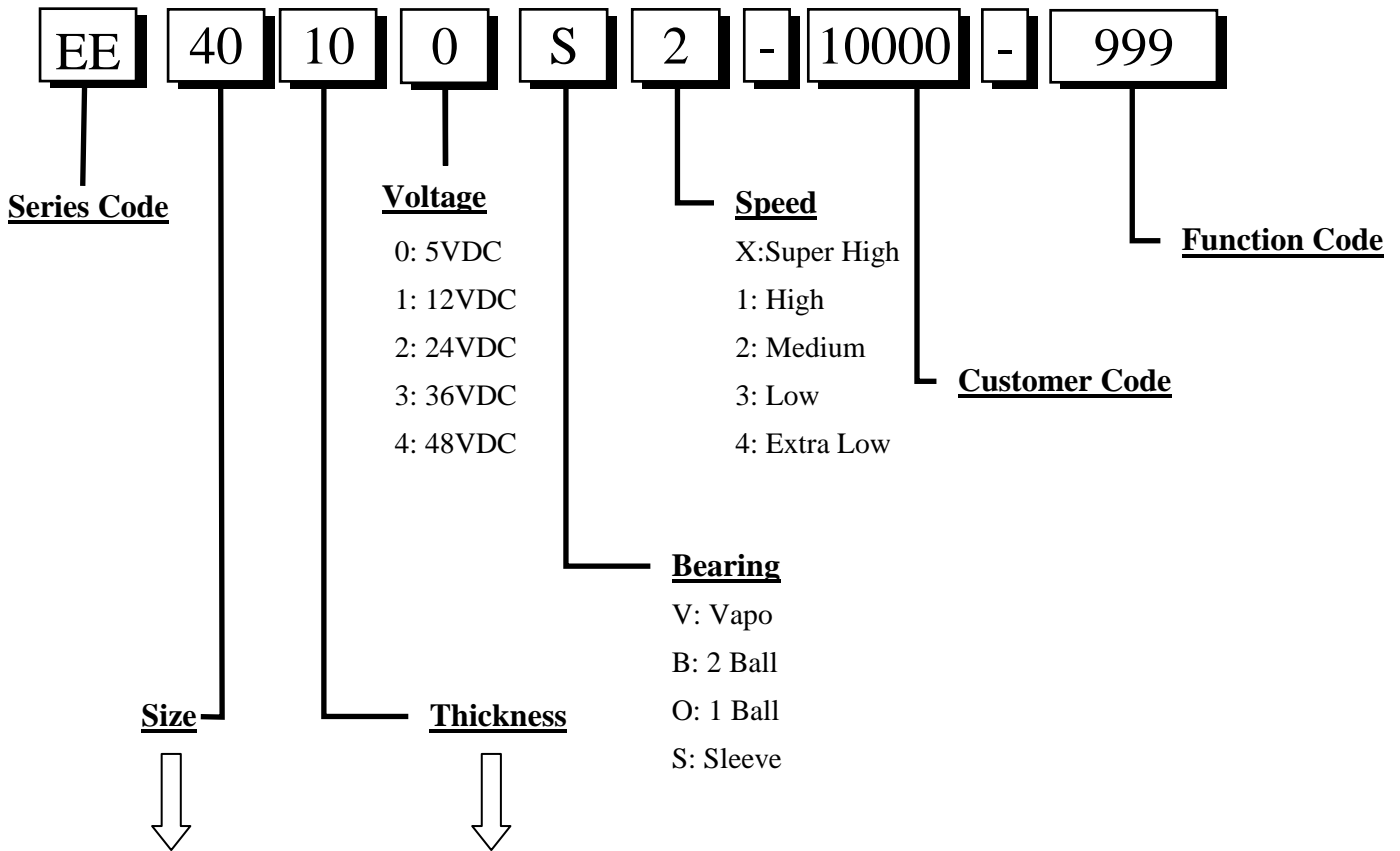 EE 40 10 0 S 2 - 10000 - 999
Series Code
Voltage
0: 5VDC
1: 12VDC
2: 24VDC
3: 36VDC
4: 48VDC
Speed
X:Super High
1: High
2: Medium
3: Low
4: Extra Low
Function Code
Customer Code
Bearing
V: Vapo
B: 2 Ball
O: 1 Ball
S: Sleeve
Size
Thickness